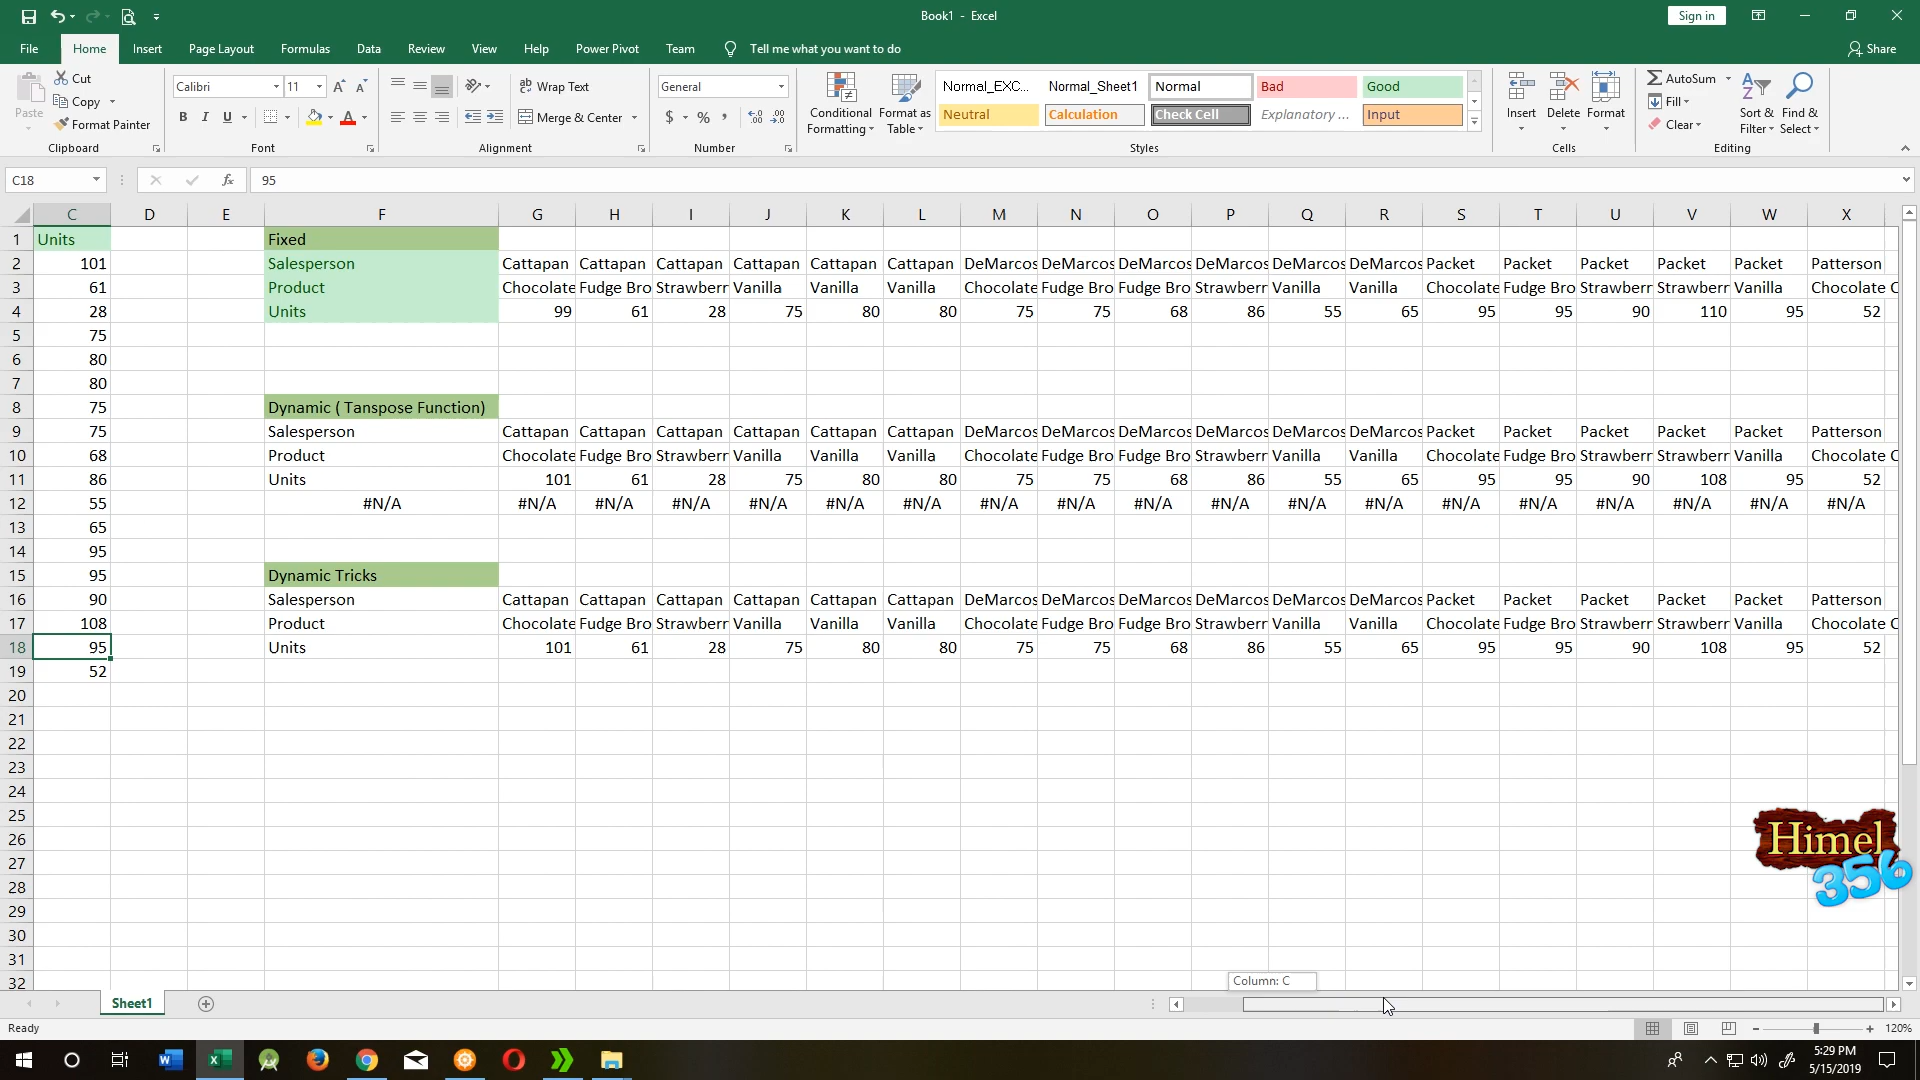 Book1 - Excel
Sign in
File Home Insert Page Layout Formulas Data Review View Help Power Pivot Team Tell me what you want to do Share
Paste
Cut
Copy
Format Painter
Clipboard
Calibri 11
B I U A
Font
Wrap Text
Merge & Center
Alignment
General
$ % ,
Number
Conditional Formatting
Format as Table
Normal_EXC... Normal_Sheet1 Normal Bad Good
Neutral Calculation Check Cell Explanatory ... Input
Styles
Insert Delete Format
Cells
AutoSum
Fill
Clear
Sort & Filter
Find & Select
Editing
C18 fx 95
C D E F G H I J K L M N O P Q R S T U V W X
1 Units Fixed
2 101 Salesperson Cattapan Cattapan Cattapan Cattapan Cattapan Cattapan DeMarcos DeMarcos DeMarcos DeMarcos DeMarcos DeMarcos Packet Packet Packet Packet Packet Patterson
3 61 Product Chocolate Fudge Bro Strawberr Vanilla Vanilla Vanilla Chocolate Fudge Bro Fudge Bro Strawberr Vanilla Vanilla Chocolate Fudge Bro Strawberr Strawberr Vanilla Chocolate C
4 28 Units 99 61 28 75 80 80 75 75 68 86 55 65 95 95 90 110 95 52
5 75
6 80
7 80
8 75 Dynamic ( Tanspose Function)
9 75 Salesperson Cattapan Cattapan Cattapan Cattapan Cattapan Cattapan DeMarcos DeMarcos DeMarcos DeMarcos DeMarcos DeMarcos Packet Packet Packet Packet Packet Patterson
10 68 Product Chocolate Fudge Bro Strawberr Vanilla Vanilla Vanilla Chocolate Fudge Bro Fudge Bro Strawberr Vanilla Vanilla Chocolate Fudge Bro Strawberr Strawberr Vanilla Chocolate C
11 86 Units 101 61 28 75 80 80 75 75 68 86 55 65 95 95 90 108 95 52
12 55 #N/A #N/A #N/A #N/A #N/A #N/A #N/A #N/A #N/A #N/A #N/A #N/A #N/A #N/A #N/A #N/A #N/A #N/A #N/A
13 65
14 95
15 95 Dynamic Tricks
16 90 Salesperson Cattapan Cattapan Cattapan Cattapan Cattapan Cattapan DeMarcos DeMarcos DeMarcos DeMarcos DeMarcos DeMarcos Packet Packet Packet Packet Packet Patterson
17 108 Product Chocolate Fudge Bro Strawberr Vanilla Vanilla Vanilla Chocolate Fudge Bro Fudge Bro Strawberr Vanilla Vanilla Chocolate Fudge Bro Strawberr Strawberr Vanilla Chocolate C
18 95 Units 101 61 28 75 80 80 75 75 68 86 55 65 95 95 90 108 95 52
19 52
20
21
22
23
24
25
26
27
28
29
30
31
32
Himel
356
Column: C
Sheet1
Ready
120%
5:29 PM
5/15/2019